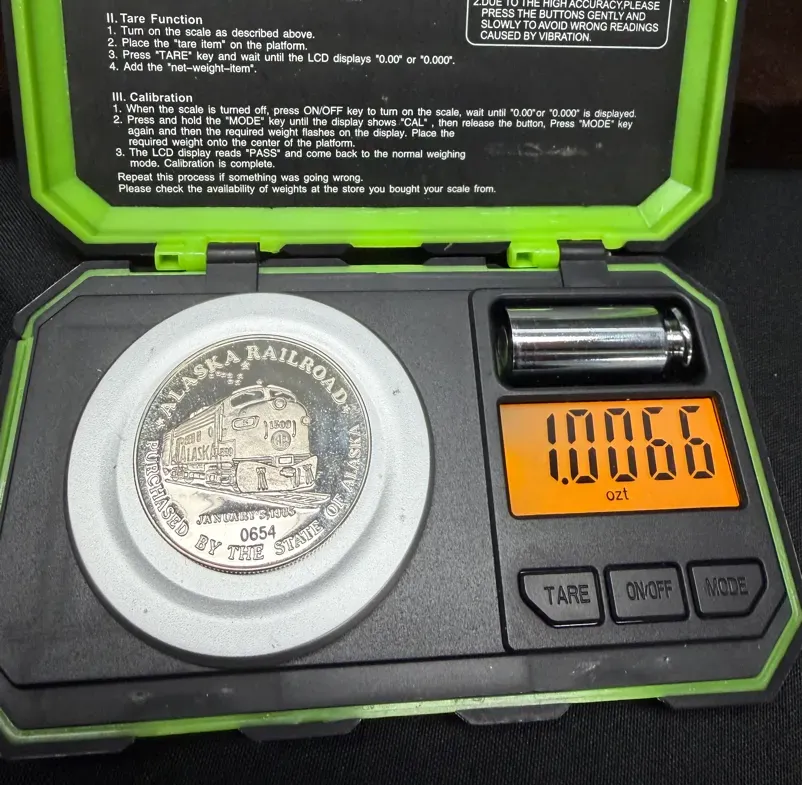 II. Tare Function
1. Turn on the scale as described above.
2. Place the "tare item" on the platform.
3. Press "TARE" key and wait until the LCD displays "0.00" or "0.000".
4. Add the "net-weight-item".
2.DUE TO THE HIGH ACCURACY,PLEASE
PRESS THE BUTTONS GENTLY AND
SLOWLY TO AVOID WRONG READINGS
CAUSED BY VIBRATION.
III. Calibration
1. When the scale is turned off, press ON/OFF key to turn on the scale, wait until "0.00"or "0.000" is displayed.
2. Press and hold the "MODE" key until the display shows "CAL" , then release the button, Press "MODE" key
again and then the required weight flashes on the display. Place the
required weight onto the center of the platform.
3. The LCD display reads "PASS" and come back to the normal weighing
mode. Calibration is complete.
Repeat this process if something was going wrong.
Please check the availability of weights at the store you bought your scale from.
ALASKA RAILROAD
1500
ALASKA
JANUARY 5, 1985
0654
PURCHASED BY THE STATE OF ALASKA
1.0066
ozt
TARE
ON/OFF
MODE